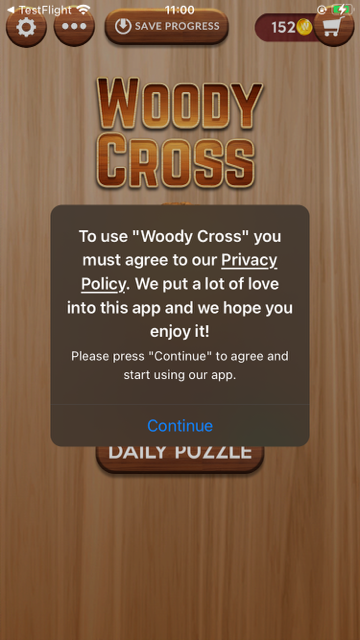 ◀ TestFlight 11:00
SAVE PROGRESS 152
WOODY
CROSS
To use "Woody Cross" you
must agree to our Privacy
Policy. We put a lot of love
into this app and we hope you
enjoy it!
Please press "Continue" to agree and
start using our app.
Continue
DAILY PUZZLE